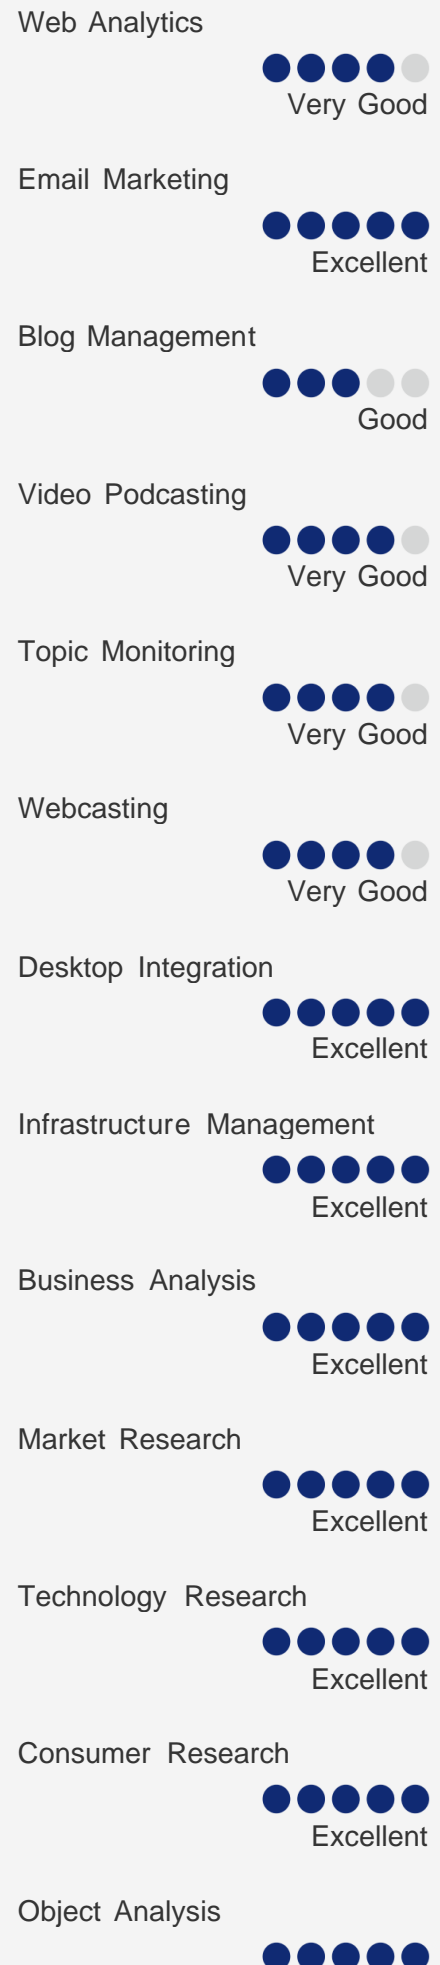 Web Analytics
Very Good
Email Marketing
Excellent
Blog Management
Good
Video Podcasting
Very Good
Topic Monitoring
Very Good
Webcasting
Very Good
Desktop Integration
Excellent
Infrastructure Management
Excellent
Business Analysis
Excellent
Market Research
Excellent
Technology Research
Excellent
Consumer Research
Excellent
Object Analysis